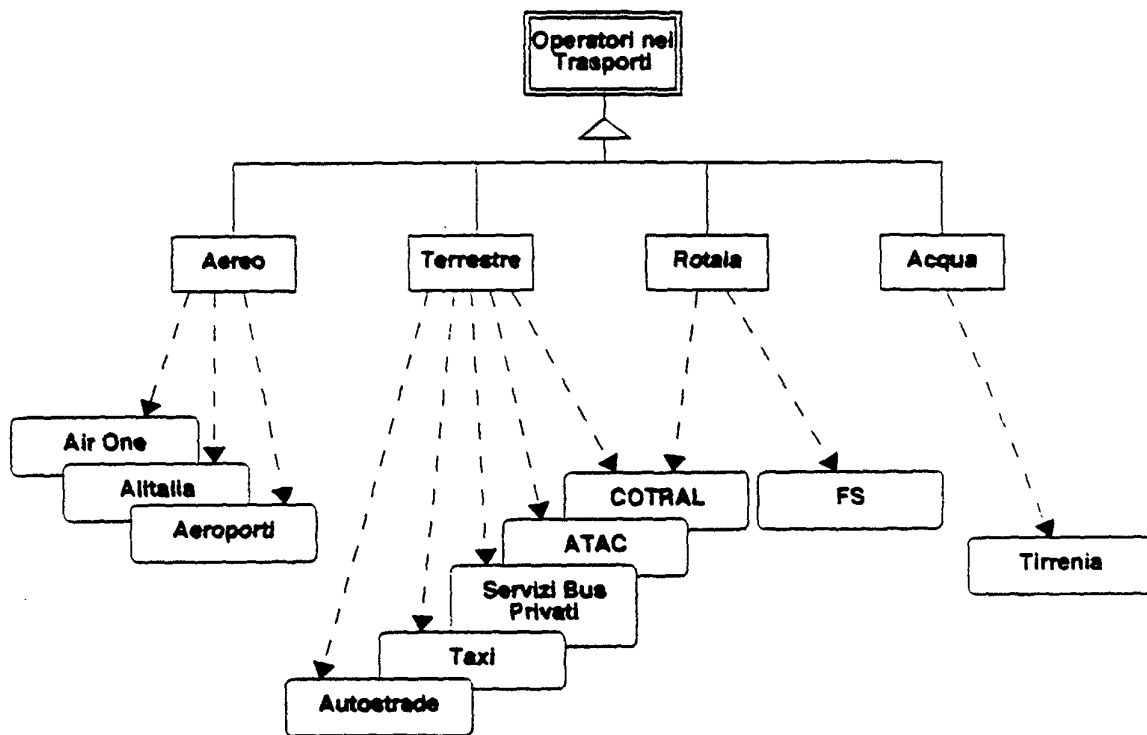 Operatori nei
Trasporti
Aereo
Terrestre
Rotaia
Acqua
Air One
Alitalia
Aeroporti
COTRAL
FS
ATAC
Tirrenia
Servizi Bus
Privati
Taxi
Autostrade